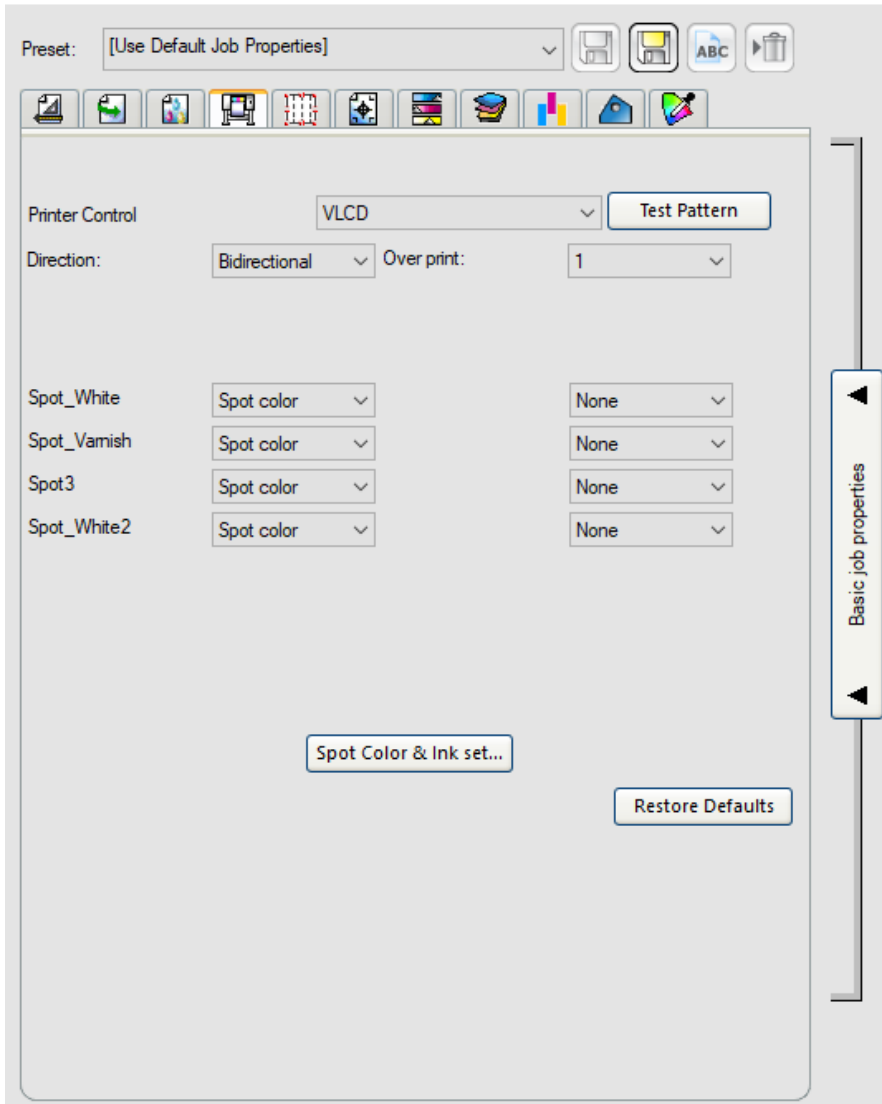 Preset: [Use Default Job Properties] ABC
Printer Control VLCD Test Pattern
Direction: Bidirectional Over print: 1
Spot_White Spot color None
Spot_Varnish Spot color None
Spot3 Spot color None
Spot_White2 Spot color None
Spot Color & Ink set...
Restore Defaults
Basic job properties